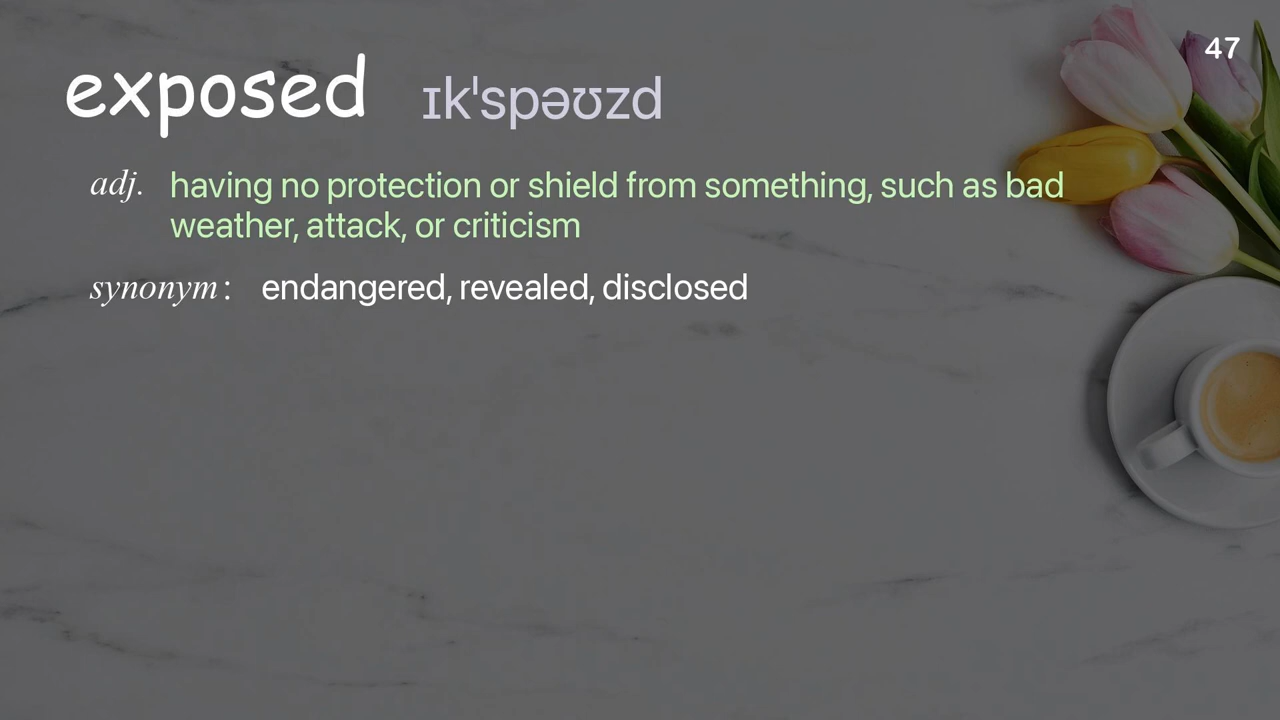 47
exposed ɪkˈspəʊzd
adj. having no protection or shield from something, such as bad
weather, attack, or criticism
synonym: endangered, revealed, disclosed